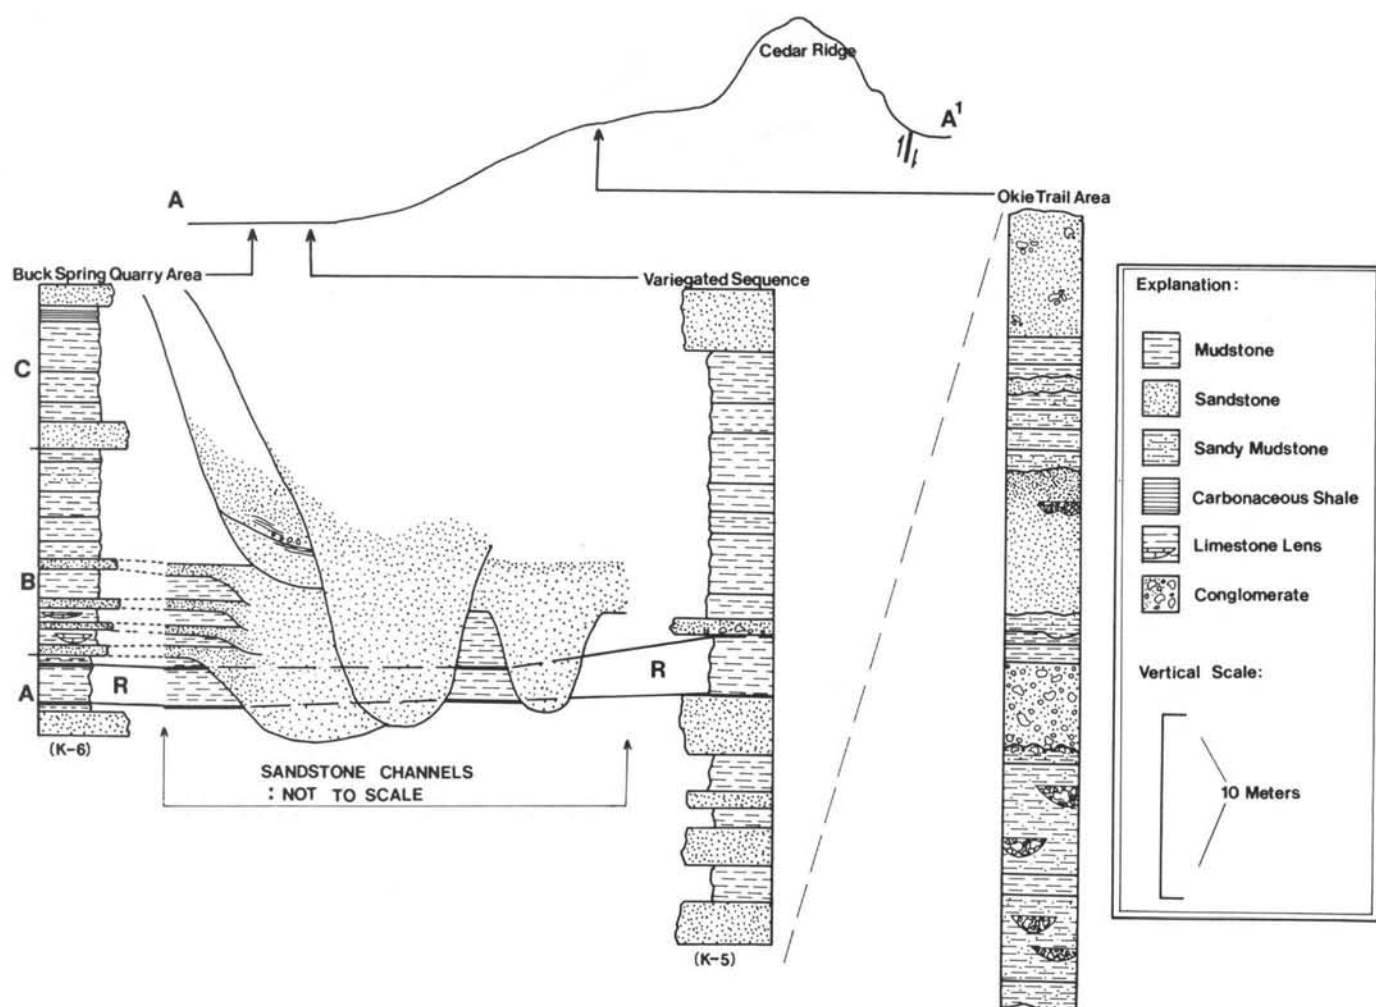 Cedar Ridge
A¹
A
Okie Trail Area
Buck Spring Quarry Area
Variegated Sequence
C
B
A
R
R
(K-6)
SANDSTONE CHANNELS
: NOT TO SCALE
(K-5)
Explanation:
Mudstone
Sandstone
Sandy Mudstone
Carbonaceous Shale
Limestone Lens
Conglomerate
Vertical Scale:
10 Meters